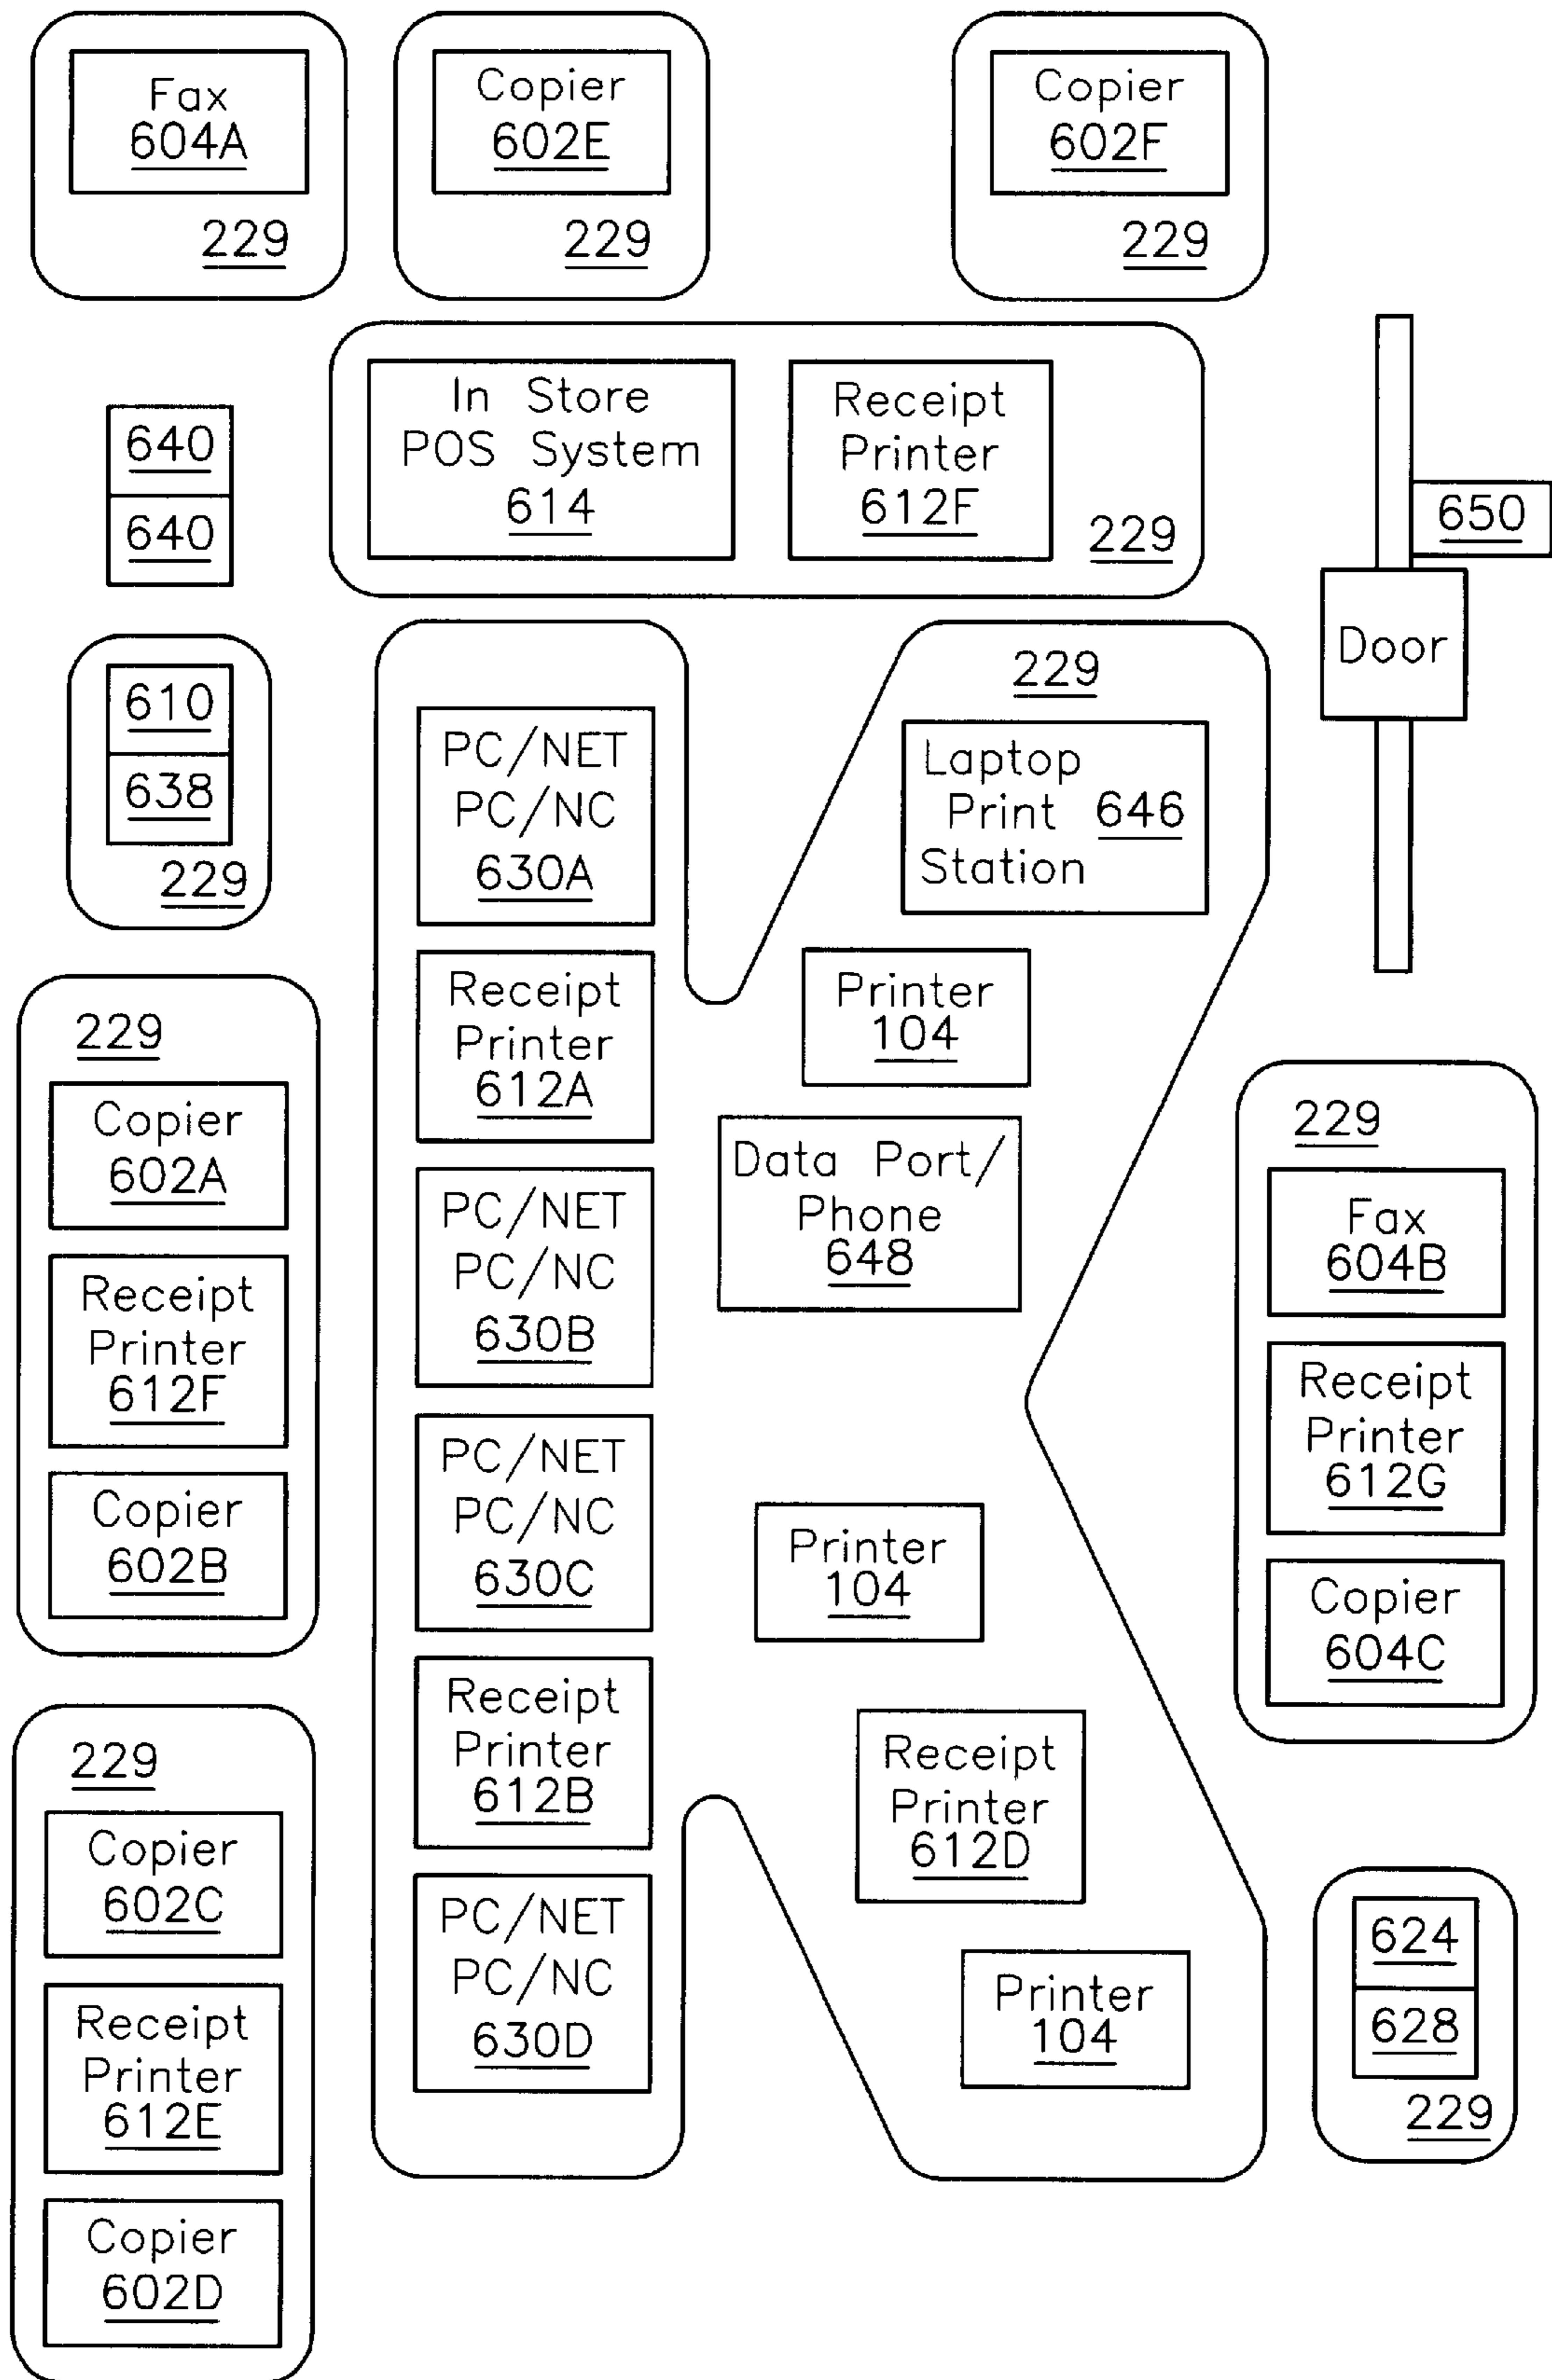 Fax
604A
229
Copier
602E
229
Copier
602F
229
640
640
In Store
POS System
614
Receipt
Printer
612F
229
650
Door
610
638
229
PC/NET
PC/NC
630A
Receipt
Printer
612A
PC/NET
PC/NC
630B
PC/NET
PC/NC
630C
Receipt
Printer
612B
PC/NET
PC/NC
630D
229
Laptop
Print 646
Station
Printer
104
Data Port/
Phone
648
Printer
104
Receipt
Printer
612D
Printer
104
229
Copier
602A
Receipt
Printer
612F
Copier
602B
229
Copier
602C
Receipt
Printer
612E
Copier
602D
229
Fax
604B
Receipt
Printer
612G
Copier
604C
624
628
229